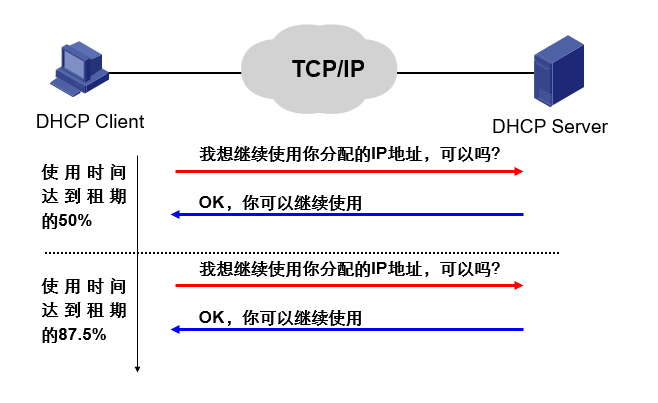 TCP/IP
DHCP Client
DHCP Server
使用时间
达到租期
的50%
我想继续使用你分配的IP地址，可以吗?
OK，你可以继续使用
使用时间
达到租期
的87.5%
我想继续使用你分配的IP地址，可以吗?
OK，你可以继续使用